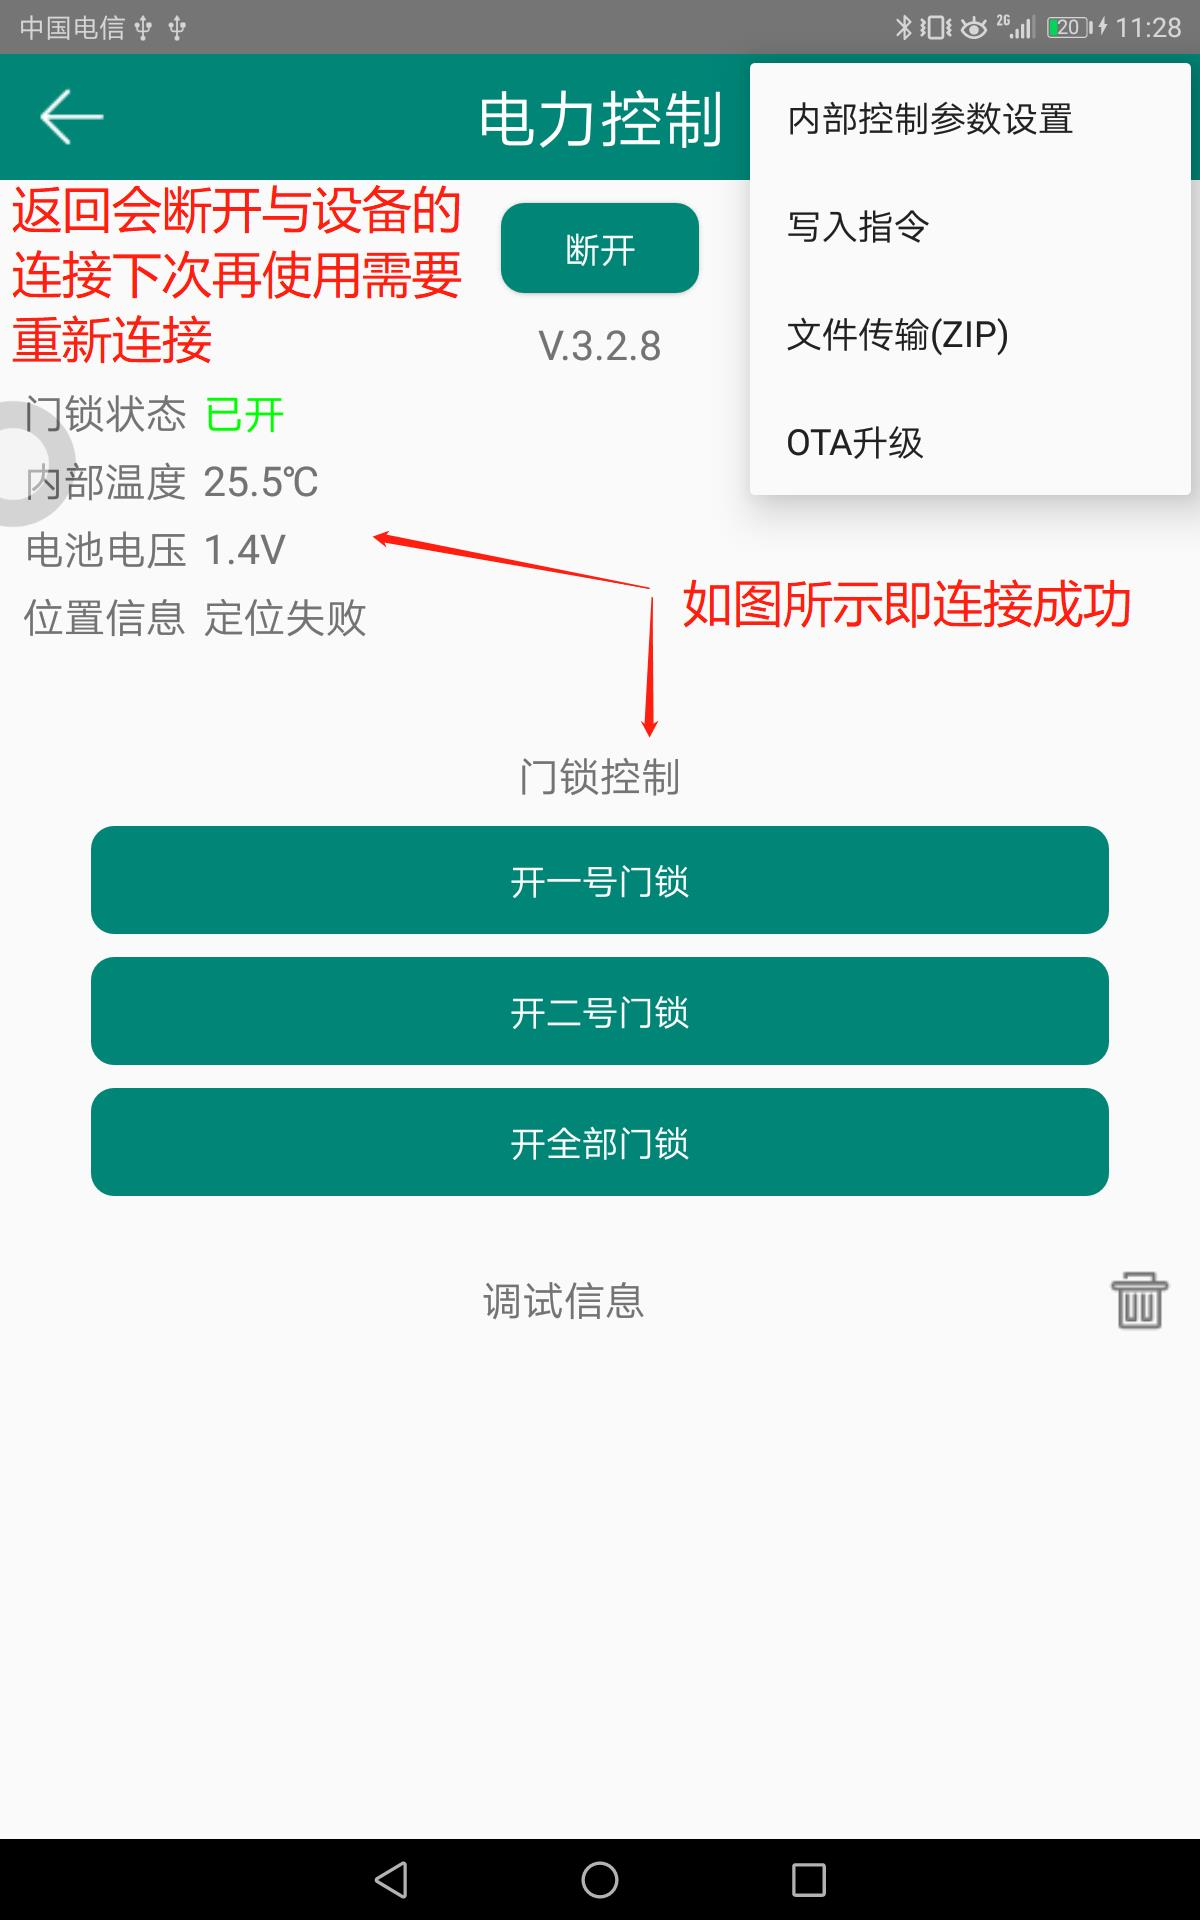 中国电信
2G 20 11:28
电力控制
内部控制参数设置
写入指令
文件传输(ZIP)
OTA升级
返回会断开与设备的
连接下次再使用需要
重新连接
断开
V.3.2.8
门锁状态 已开
内部温度 25.5℃
电池电压 1.4V
位置信息 定位失败
如图所示即连接成功
门锁控制
开一号门锁
开二号门锁
开全部门锁
调试信息